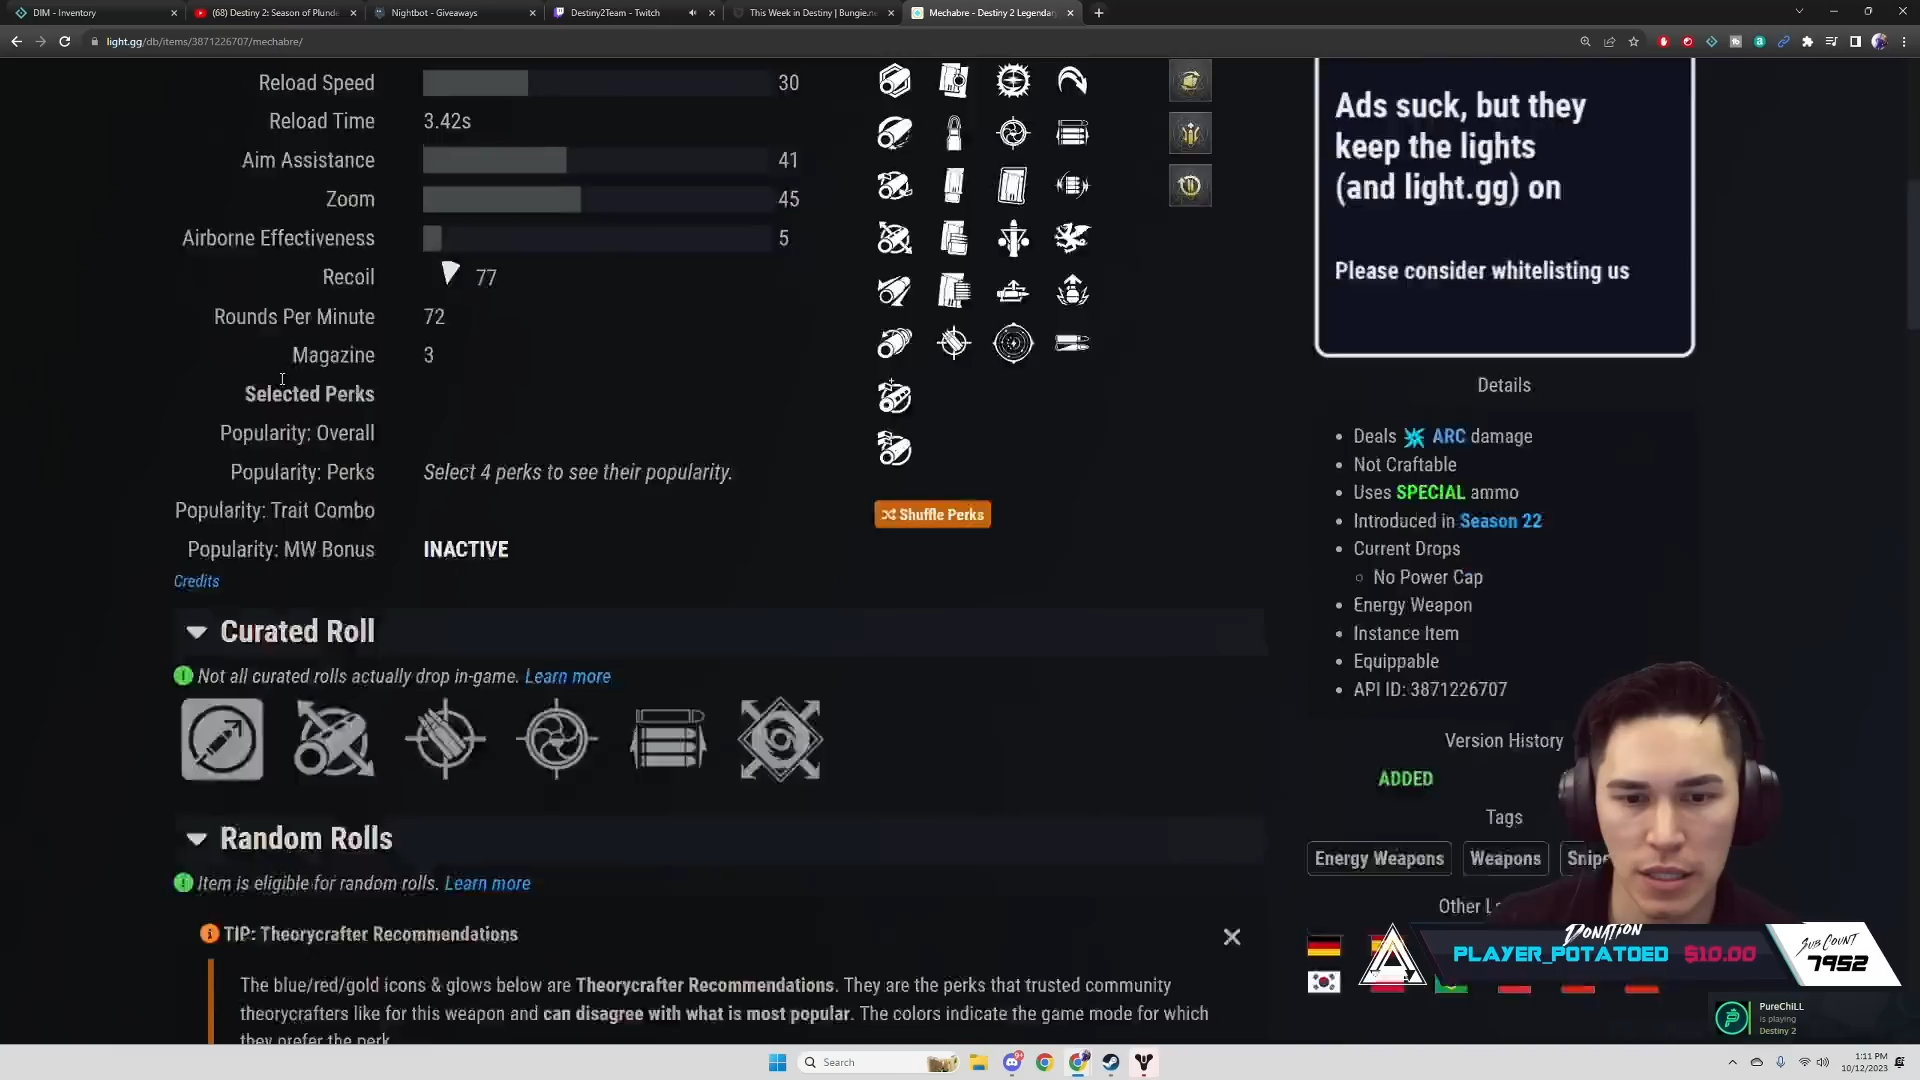 DIM - Inventory
(68) Destiny 2: Season of Plunde
Nightbot - Giveaways
Destiny2Team - Twitch
This Week in Destiny | Bungie.n
Mechabre - Destiny 2 Legendar
light.gg/db/items/3871226707/mechabre/
Reload Speed 30
Reload Time 3.42s
Aim Assistance 41
Zoom 45
Airborne Effectiveness 5
Recoil 77
Rounds Per Minute 72
Magazine 3
Selected Perks
Popularity: Overall
Popularity: Perks Select 4 perks to see their popularity.
Popularity: Trait Combo
Popularity: MW Bonus INACTIVE
Credits
Shuffle Perks
Curated Roll
Not all curated rolls actually drop in-game. Learn more
Random Rolls
Item is eligible for random rolls. Learn more
TIP: Theorycrafter Recommendations
The blue/red/gold icons & glows below are Theorycrafter Recommendations. They are the perks that trusted community
theorycrafters like for this weapon and can disagree with what is most popular. The colors indicate the game mode for which
they prefer the perk.
Ads suck, but they
keep the lights
(and light.gg) on
Please consider whitelisting us
Details
Deals ARC damage
Not Craftable
Uses SPECIAL ammo
Introduced in Season 22
Current Drops
No Power Cap
Energy Weapon
Instance Item
Equippable
API ID: 3871226707
Version History
ADDED
Tags
Energy Weapons
Weapons
Snipe
Other L
DONATION
PLAYER_POTATOED $10.00
SUB COUNT
7952
PureChiLL
is playing
Destiny 2
Search
1:11 PM
10/12/2023